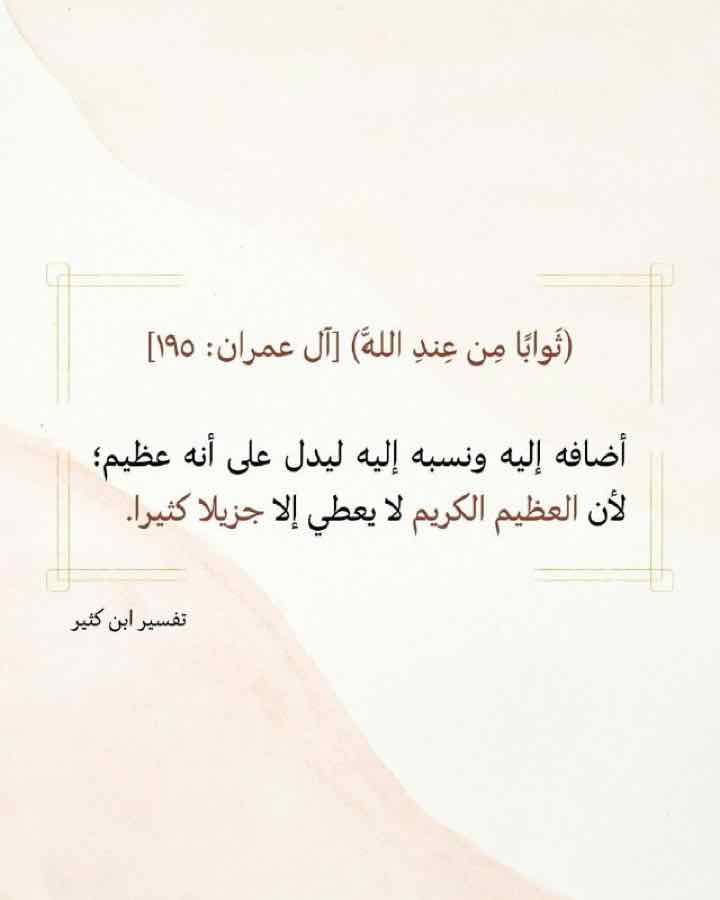 (ثَوابًا مِن عِندِ اللهَّ) [آل عمران: ١٩٥]
أضافه إليه ونسبه إليه ليدل على أنه عظيم؛
لأن العظيم الكريم لا يعطي إلا جزيلا كثيرا.
تفسير ابن كثير